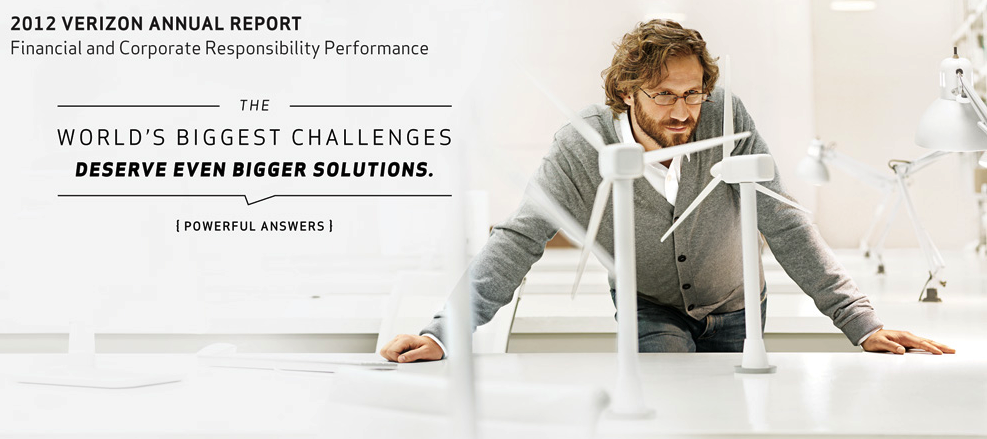 2012 VERIZON ANNUAL REPORT
Financial and Corporate Responsibility Performance
THE
WORLD'S BIGGEST CHALLENGES
DESERVE EVEN BIGGER SOLUTIONS.
{ POWERFUL ANSWERS }